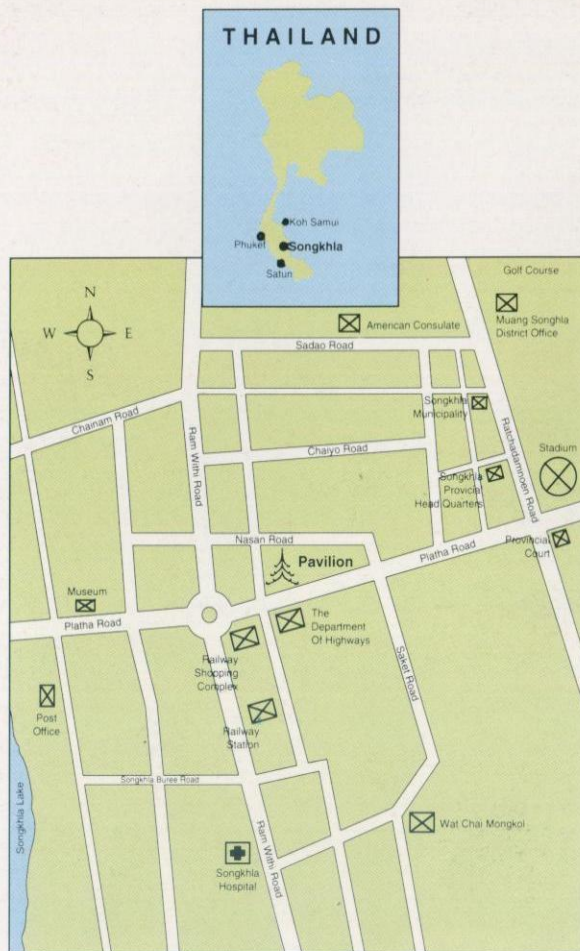 THAILAND
Koh Samui
Phuket
Songkhla
Satun
Golf Course
N
W
E
S
American Consulate
Muang Songhla
District Office
Sadao Road
Chainam Road
Ram Withi Road
Songkhla
Municipality
Ratchadamnoen Road
Chaiyo Road
Stadium
Songkhla
Provicial
Head Quarters
Nasan Road
Pavilion
Platha Road
Provincial
Court
Museum
Platha Road
The
Department
Of Highways
Railway
Shopping
Complex
Saket Road
Post
Office
Railway
Station
Songkhla Buree Road
Songkhla Lake
Ram Withi Road
Wat Chai Mongkol
Songkhla
Hospital